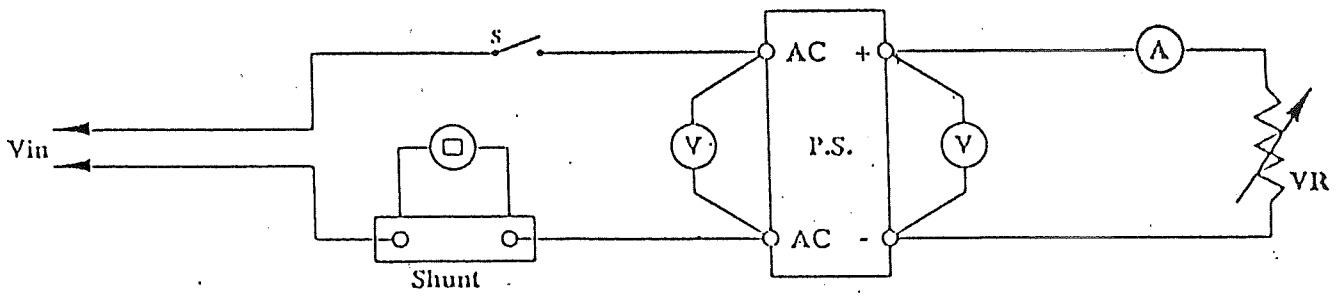 S
AC +
A
Vin
V
P.S.
V
VR
AC -
Shunt